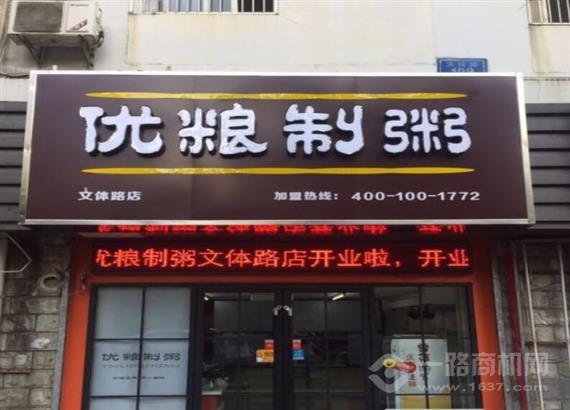 优粮制粥
文体路店 加盟热线：400-100-1772
优粮制粥文体路店开业啦，开业
优粮制粥
一路商机网
www.1637.com